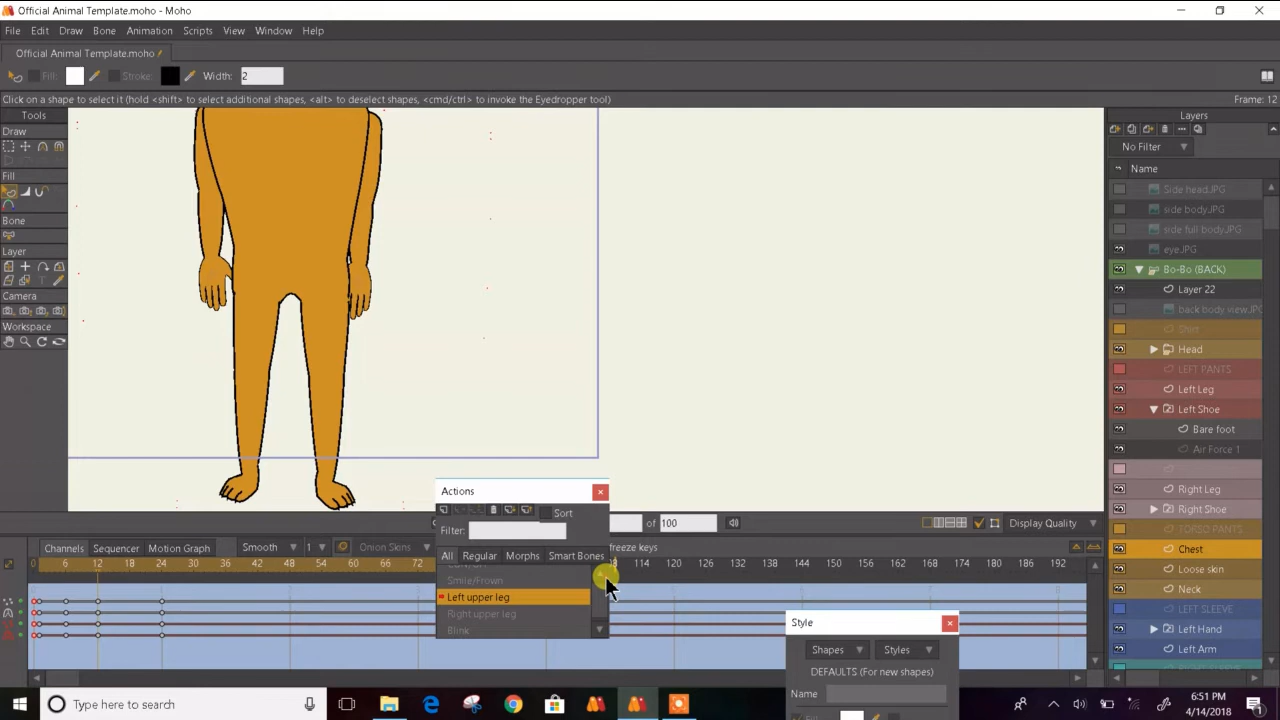 Official Animal Template.moho - Moho
File Edit Draw Bone Animation Scripts View Window Help
Official Animal Template.moho
Fill: Stroke: Width: 2
Click on a shape to select it (hold <shift> to select additional shapes, <alt> to deselect shapes, <cmd/ctrl> to invoke the Eyedropper tool)
Frame: 12
Tools
Draw
Fill
Bone
Layer
Camera
Workspace
Layers
No Filter
Name
Side head.JPG
side body.JPG
side full body.JPG
eye.JPG
Bo-Bo (BACK)
Layer 22
back body view.JPG
Shirt
Head
LEFT PANTS
Left Leg
Left Shoe
Bare foot
Air Force 1
Right Leg
Right Shoe
TORSO PANTS
Chest
Loose skin
Neck
LEFT SLEEVE
Left Hand
Left Arm
Actions
Sort
Filter:
All Regular Morphs Smart Bones
Smile/Frown
Left upper leg
Right upper leg
Blink
of 100
Display Quality
Channels Sequencer Motion Graph Smooth 1 Onion Skins
freeze keys
0 6 12 18 24 30 36 42 48 54 60 66 72 114 120 126 132 138 144 150 156 162 168 174 180 186 192
Style
Shapes Styles
DEFAULTS (For new shapes)
Name
Fill
Type here to search
6:51 PM
4/14/2018